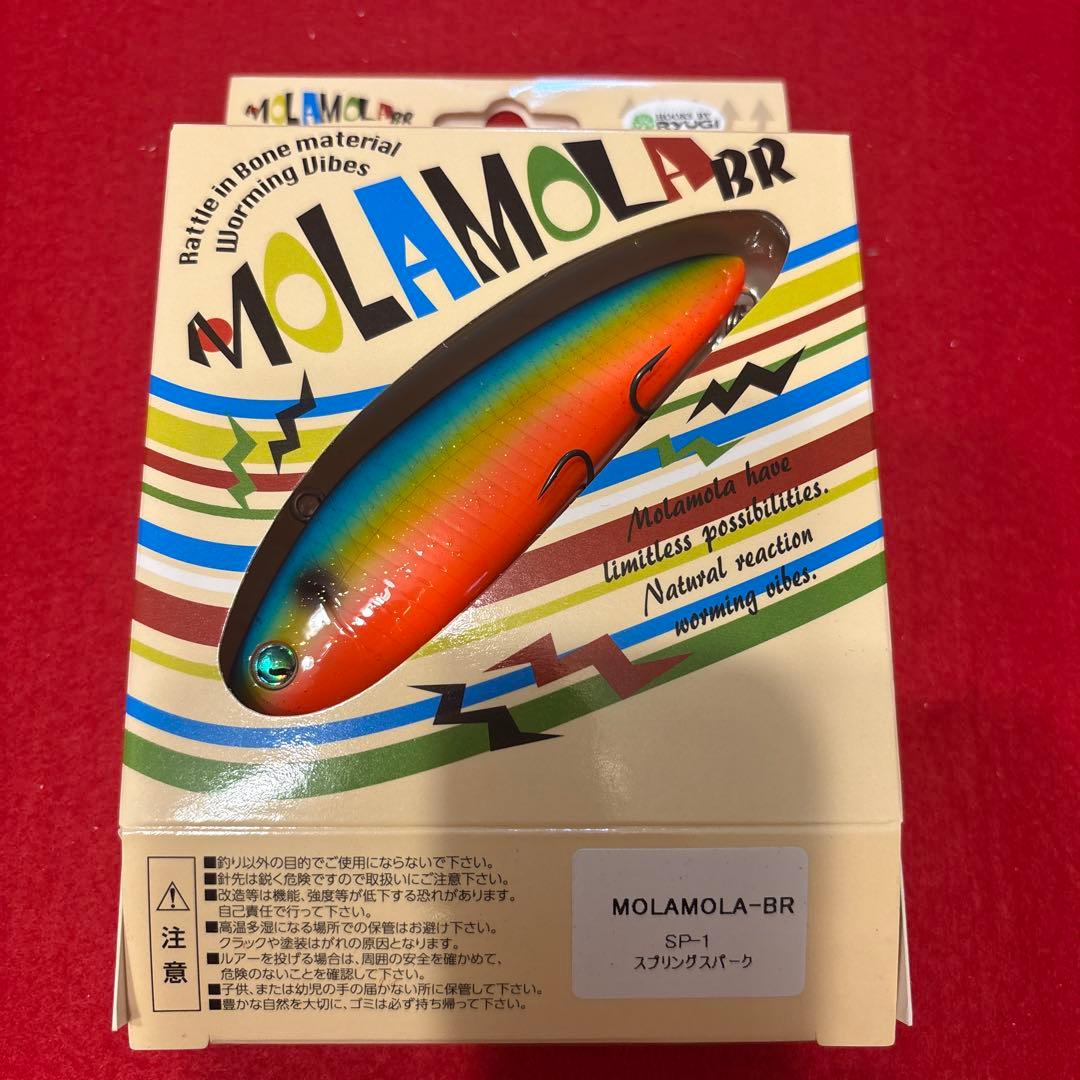 MOLAMOLA BR
HOOKS BY
RYUGI
Rattle in Bone material
Worming Vibes
MOLAMOLA BR
Molamola have
limitless possibilities.
Natural reaction
worming vibes.
注意
■釣り以外の目的でご使用にならないで下さい。
■針先は鋭く危険ですので取扱いにご注意下さい。
■改造等は機能、強度等が低下する恐れがあります。
自己責任で行って下さい。
■高温多湿になる場所での保管はお避け下さい。
クラックや塗装はがれの原因となります。
■ルアーを投げる場合は、周囲の安全を確かめて、
危険のないことを確認して下さい。
■子供、または幼児の手の届かない所に保管して下さい。
■豊かな自然を大切に、ゴミは必ず持ち帰って下さい。
MOLAMOLA-BR
SP-1
スプリングスパーク